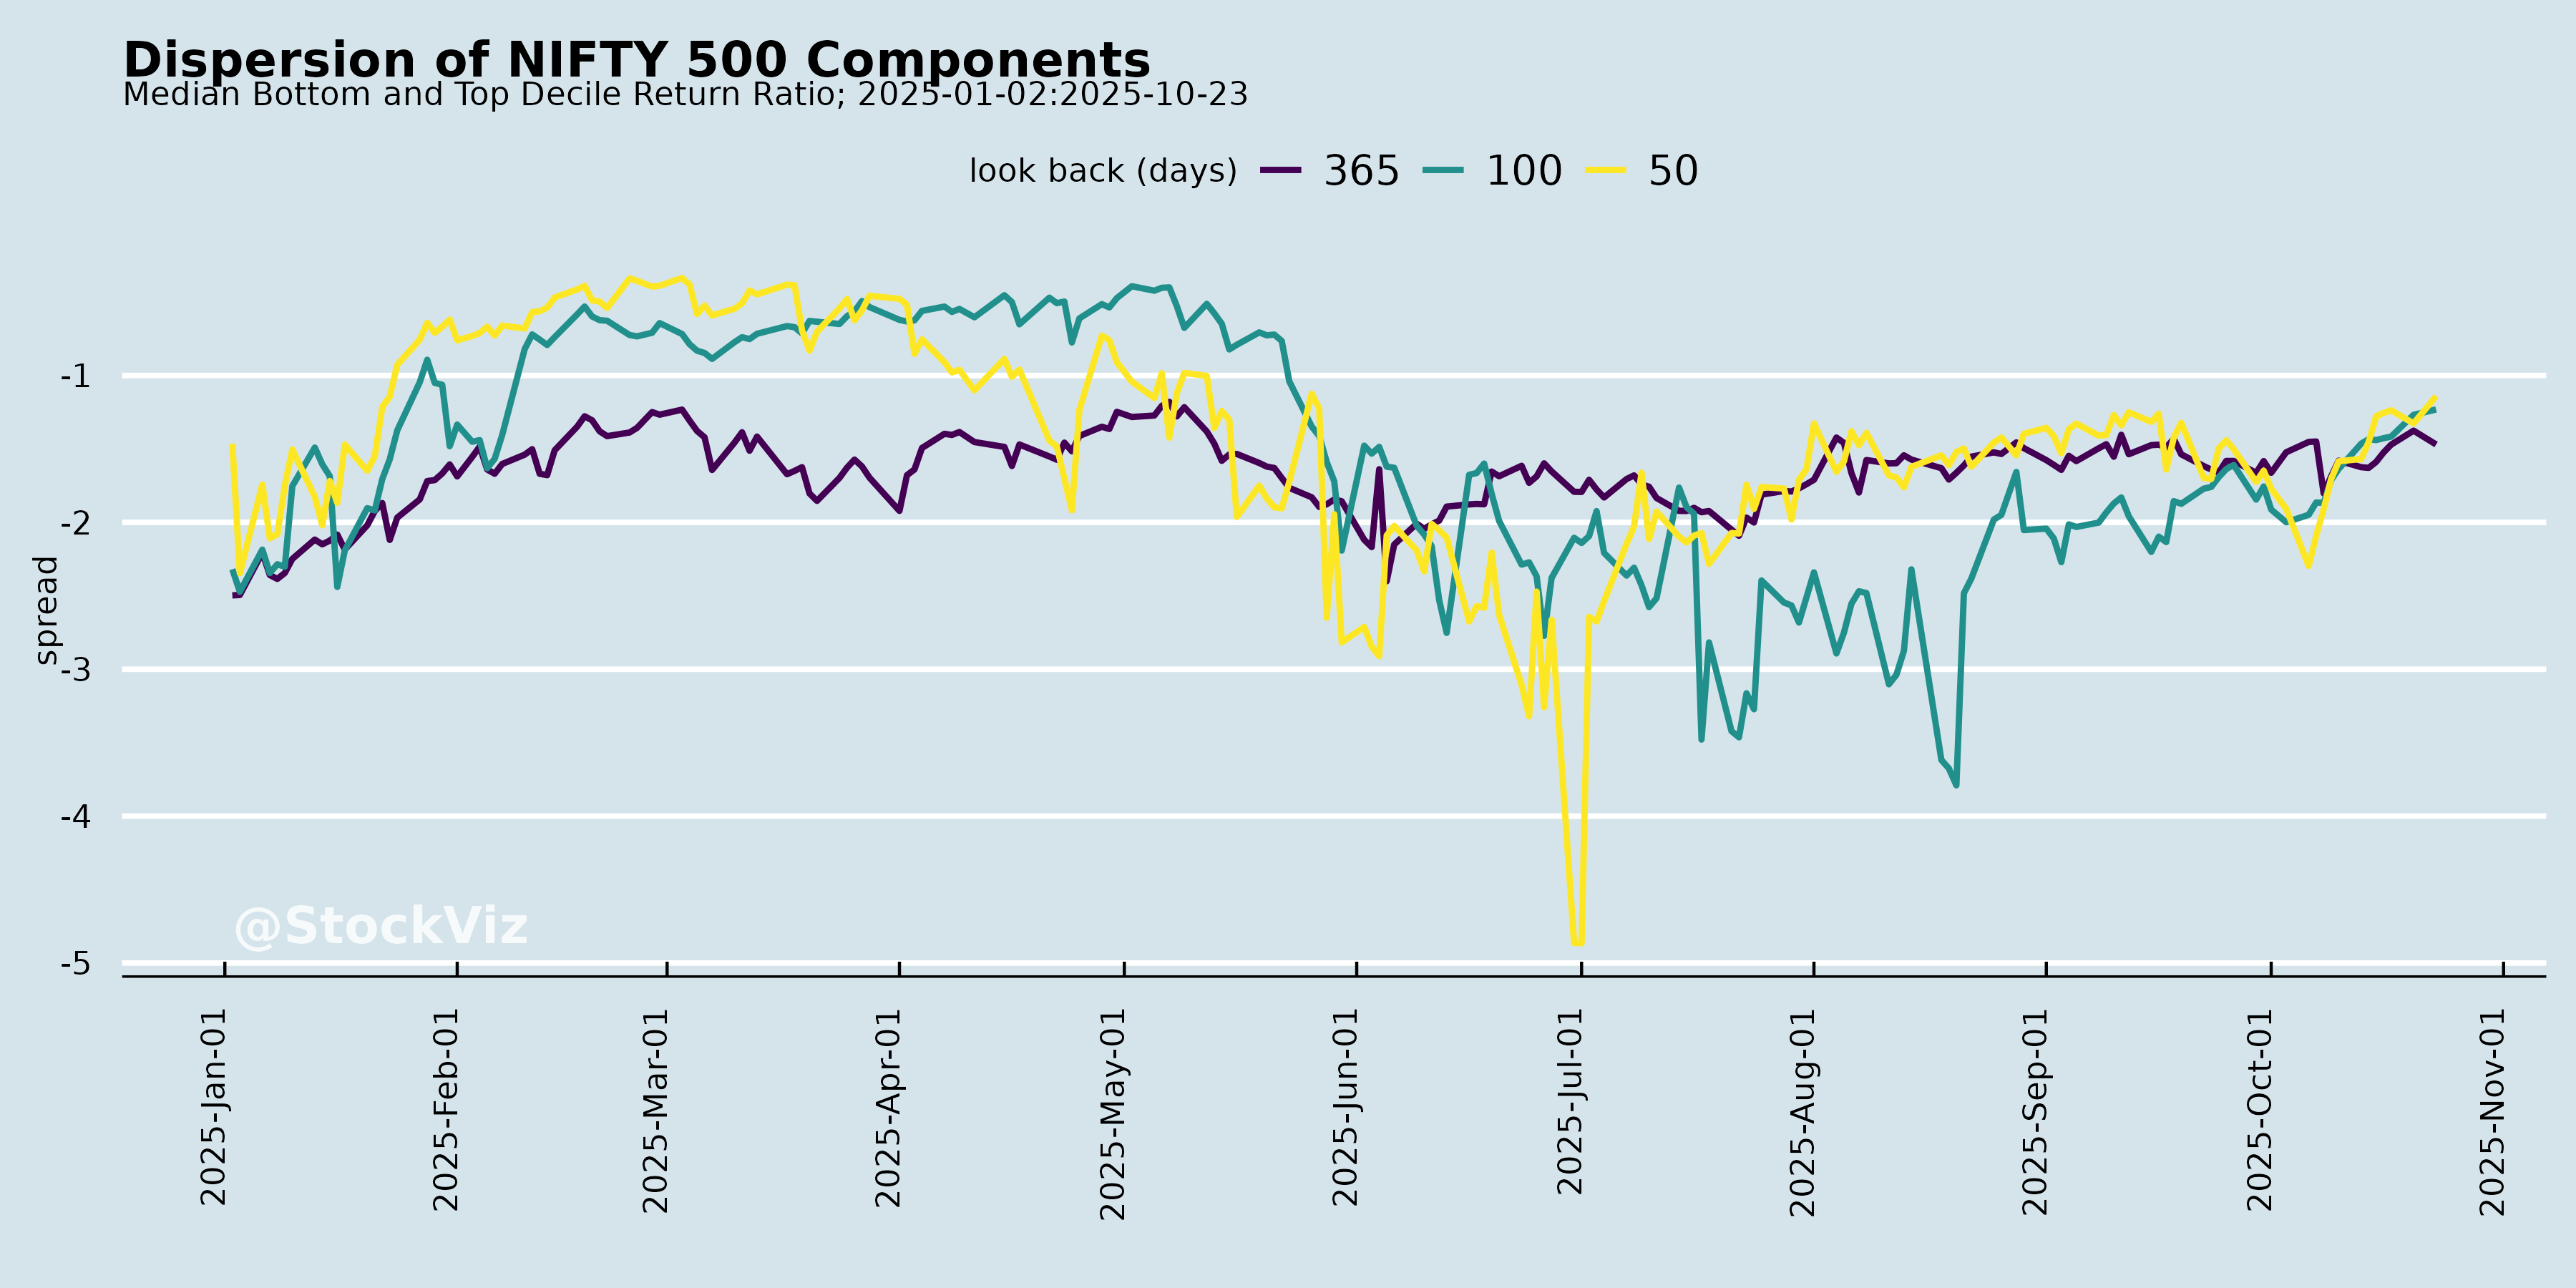 Dispersion of NIFTY 500 Components
Median Bottom and Top Decile Return Ratio; 2025-01-02:2025-10-23
look back (days) 365 100 50
spread
-1
-2
-3
-4
-5
@StockViz
2025-Jan-01
2025-Feb-01
2025-Mar-01
2025-Apr-01
2025-May-01
2025-Jun-01
2025-Jul-01
2025-Aug-01
2025-Sep-01
2025-Oct-01
2025-Nov-01